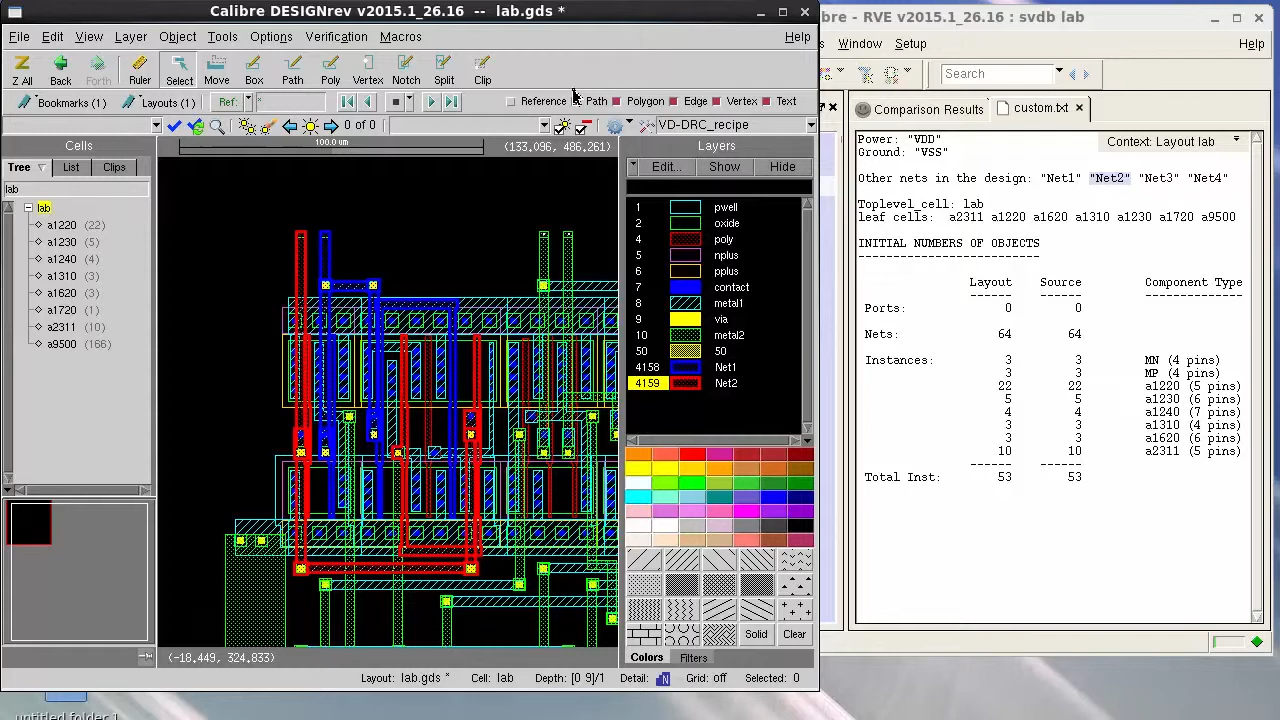 Calibre DESIGNrev v2015.1_26.16 -- lab.gds *
File Edit View Layer Object Tools Options Verification Macros Help
Z All Back Forth Ruler Select Move Box Path Poly Vertex Notch Split Clip
Bookmarks (1) Layouts (1) Ref: Reference Path Polygon Edge Vertex Text
0 of 0 VD-DRC_recipe
Cells
Tree List Clips
lab
lab
a1220 (22)
a1230 (5)
a1240 (4)
a1310 (3)
a1620 (3)
a1720 (1)
a2311 (10)
a9500 (166)
100.0 um (133.096, 486.261)
(-18.449, 324.833)
Layers
Edit... Show Hide
1 pwell
2 oxide
4 poly
5 nplus
6 pplus
7 contact
8 metal1
9 via
10 metal2
50 50
4158 Net1
4159 Net2
Solid Clear
Colors Filters
Layout: lab.gds * Cell: lab Depth: [0 9]/1 Detail: Grid: off Selected: 0
bre - RVE v2015.1_26.16 : svdb lab
s Window Setup Help
Search
Comparison Results custom.txt
Context: Layout lab
Power: "VDD"
Ground: "VSS"
Other nets in the design: "Net1" "Net2" "Net3" "Net4"
Toplevel_cell: lab
leaf cells: a2311 a1220 a1620 a1310 a1230 a1720 a9500
INITIAL NUMBERS OF OBJECTS
--------------------------
Layout Source Component Type
------ ------ --------------
Ports: 0 0
Nets: 64 64
Instances: 3 3 MN (4 pins)
3 3 MP (4 pins)
22 22 a1220 (5 pins)
5 5 a1230 (6 pins)
4 4 a1240 (7 pins)
3 3 a1310 (4 pins)
3 3 a1620 (6 pins)
10 10 a2311 (5 pins)
------ ------
Total Inst: 53 53
untitled folder 1